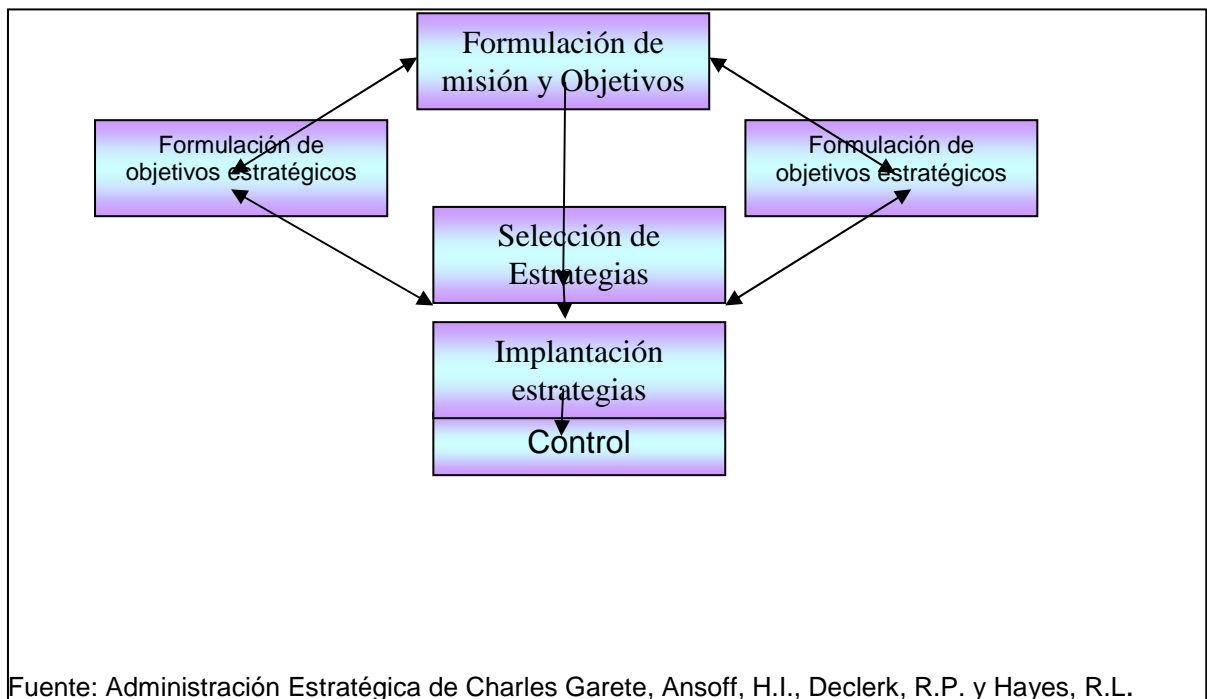 Formulación de
misión y Objetivos
Formulación de
objetivos estratégicos
Formulación de
objetivos estratégicos
Selección de
Estrategias
Implantación
estrategias
Control
Fuente: Administración Estratégica de Charles Garete, Ansoff, H.I., Declerk, R.P. y Hayes, R.L.